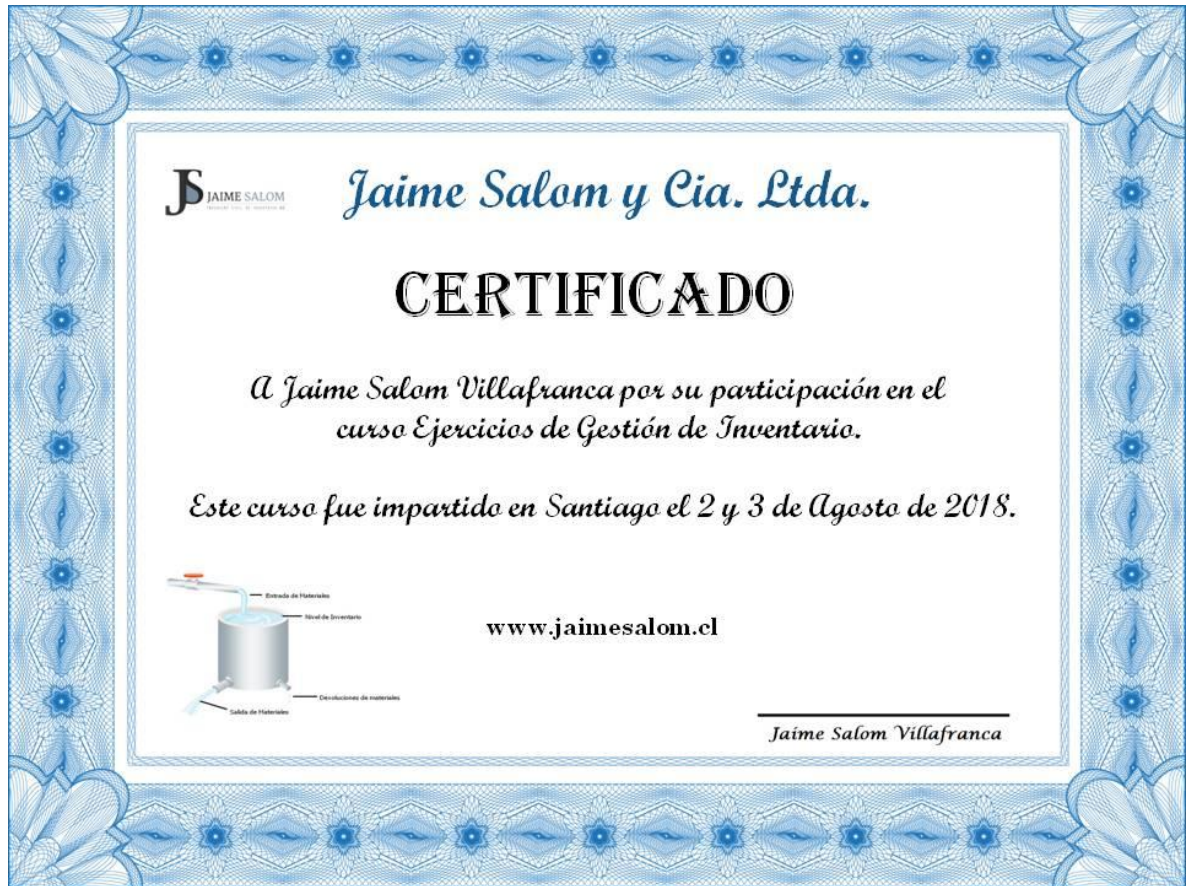 JS JAIME SALOM
Jaime Salom y Cia. Ltda.
CERTIFICADO
A Jaime Salom Villafranca por su participación en el
curso Ejercicios de Gestión de Inventario.
Este curso fue impartido en Santiago el 2 y 3 de Agosto de 2018.
Entrada de Materiales
Nivel de Inventario
www.jaimesalom.cl
Devoluciones de materiales
Salida de Materiales
Jaime Salom Villafranca